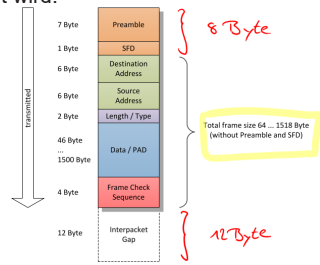 t wird:
7 Byte
Preamble
8 Byte
1 Byte
SFD
6 Byte
Destination
Address
6 Byte
Source
Address
2 Byte
Length / Type
transmitted
Total frame size 64 ... 1518 Byte
(without Preamble and SFD)
46 Byte
...
1500 Byte
Data / PAD
4 Byte
Frame Check
Sequence
12 Byte
Interpacket
Gap
12 Byte